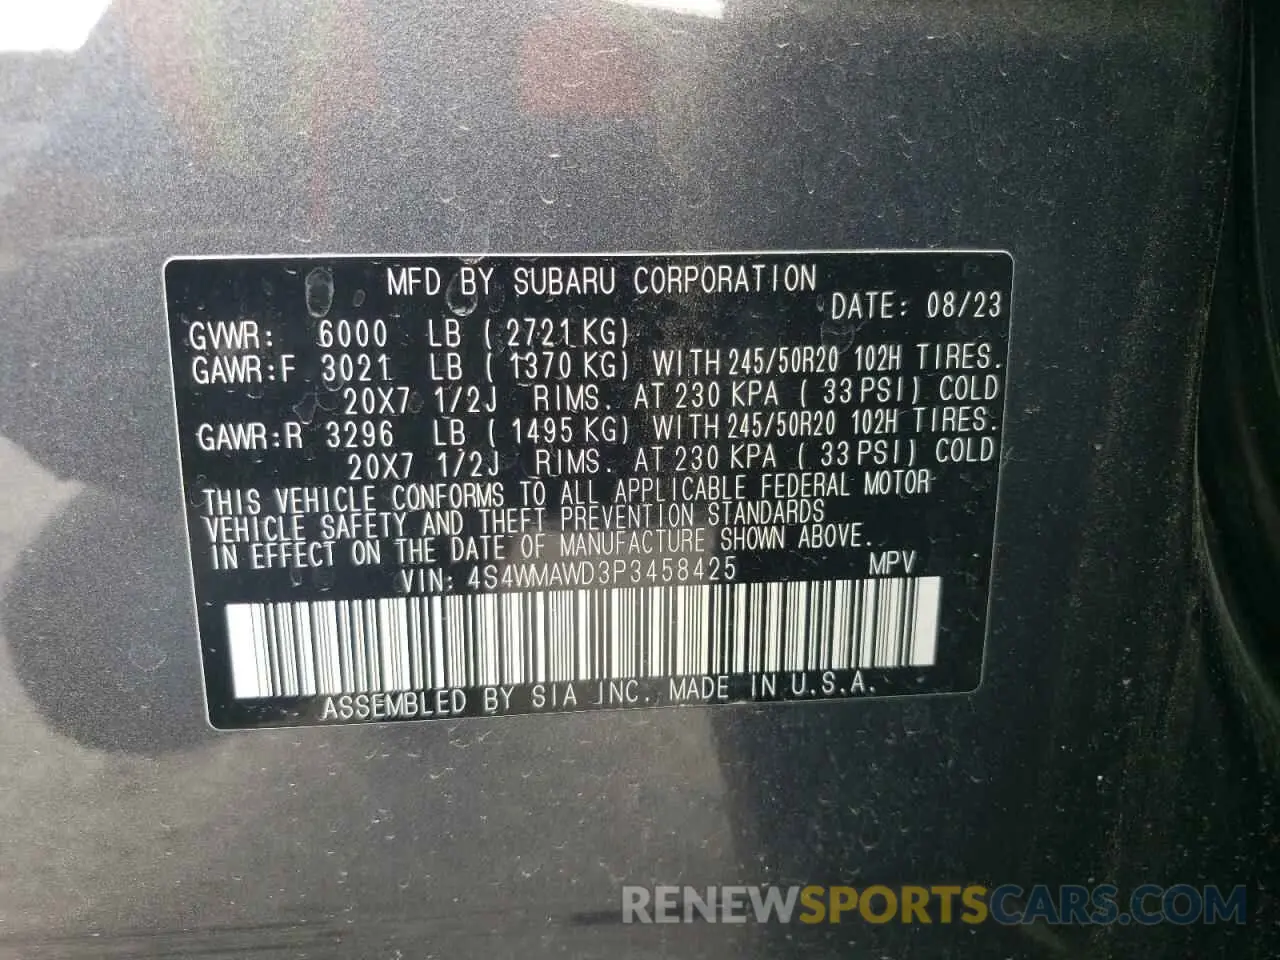 MFD BY SUBARU CORPORATION
DATE: 08/23
GVWR: 6000 LB ( 2721 KG)
GAWR:F 3021 LB ( 1370 KG) WITH 245/50R20 102H TIRES.
20X7 1/2J RIMS. AT 230 KPA ( 33 PSI) COLD
GAWR:R 3296 LB ( 1495 KG) WITH 245/50R20 102H TIRES.
20X7 1/2J RIMS. AT 230 KPA ( 33 PSI) COLD
THIS VEHICLE CONFORMS TO ALL APPLICABLE FEDERAL MOTOR
VEHICLE SAFETY AND THEFT PREVENTION STANDARDS
IN EFFECT ON THE DATE OF MANUFACTURE SHOWN ABOVE.
VIN: 4S4WMAWD3P3458425 MPV
ASSEMBLED BY SIA INC. MADE IN U.S.A.
RENEWSPORTSCARS.COM